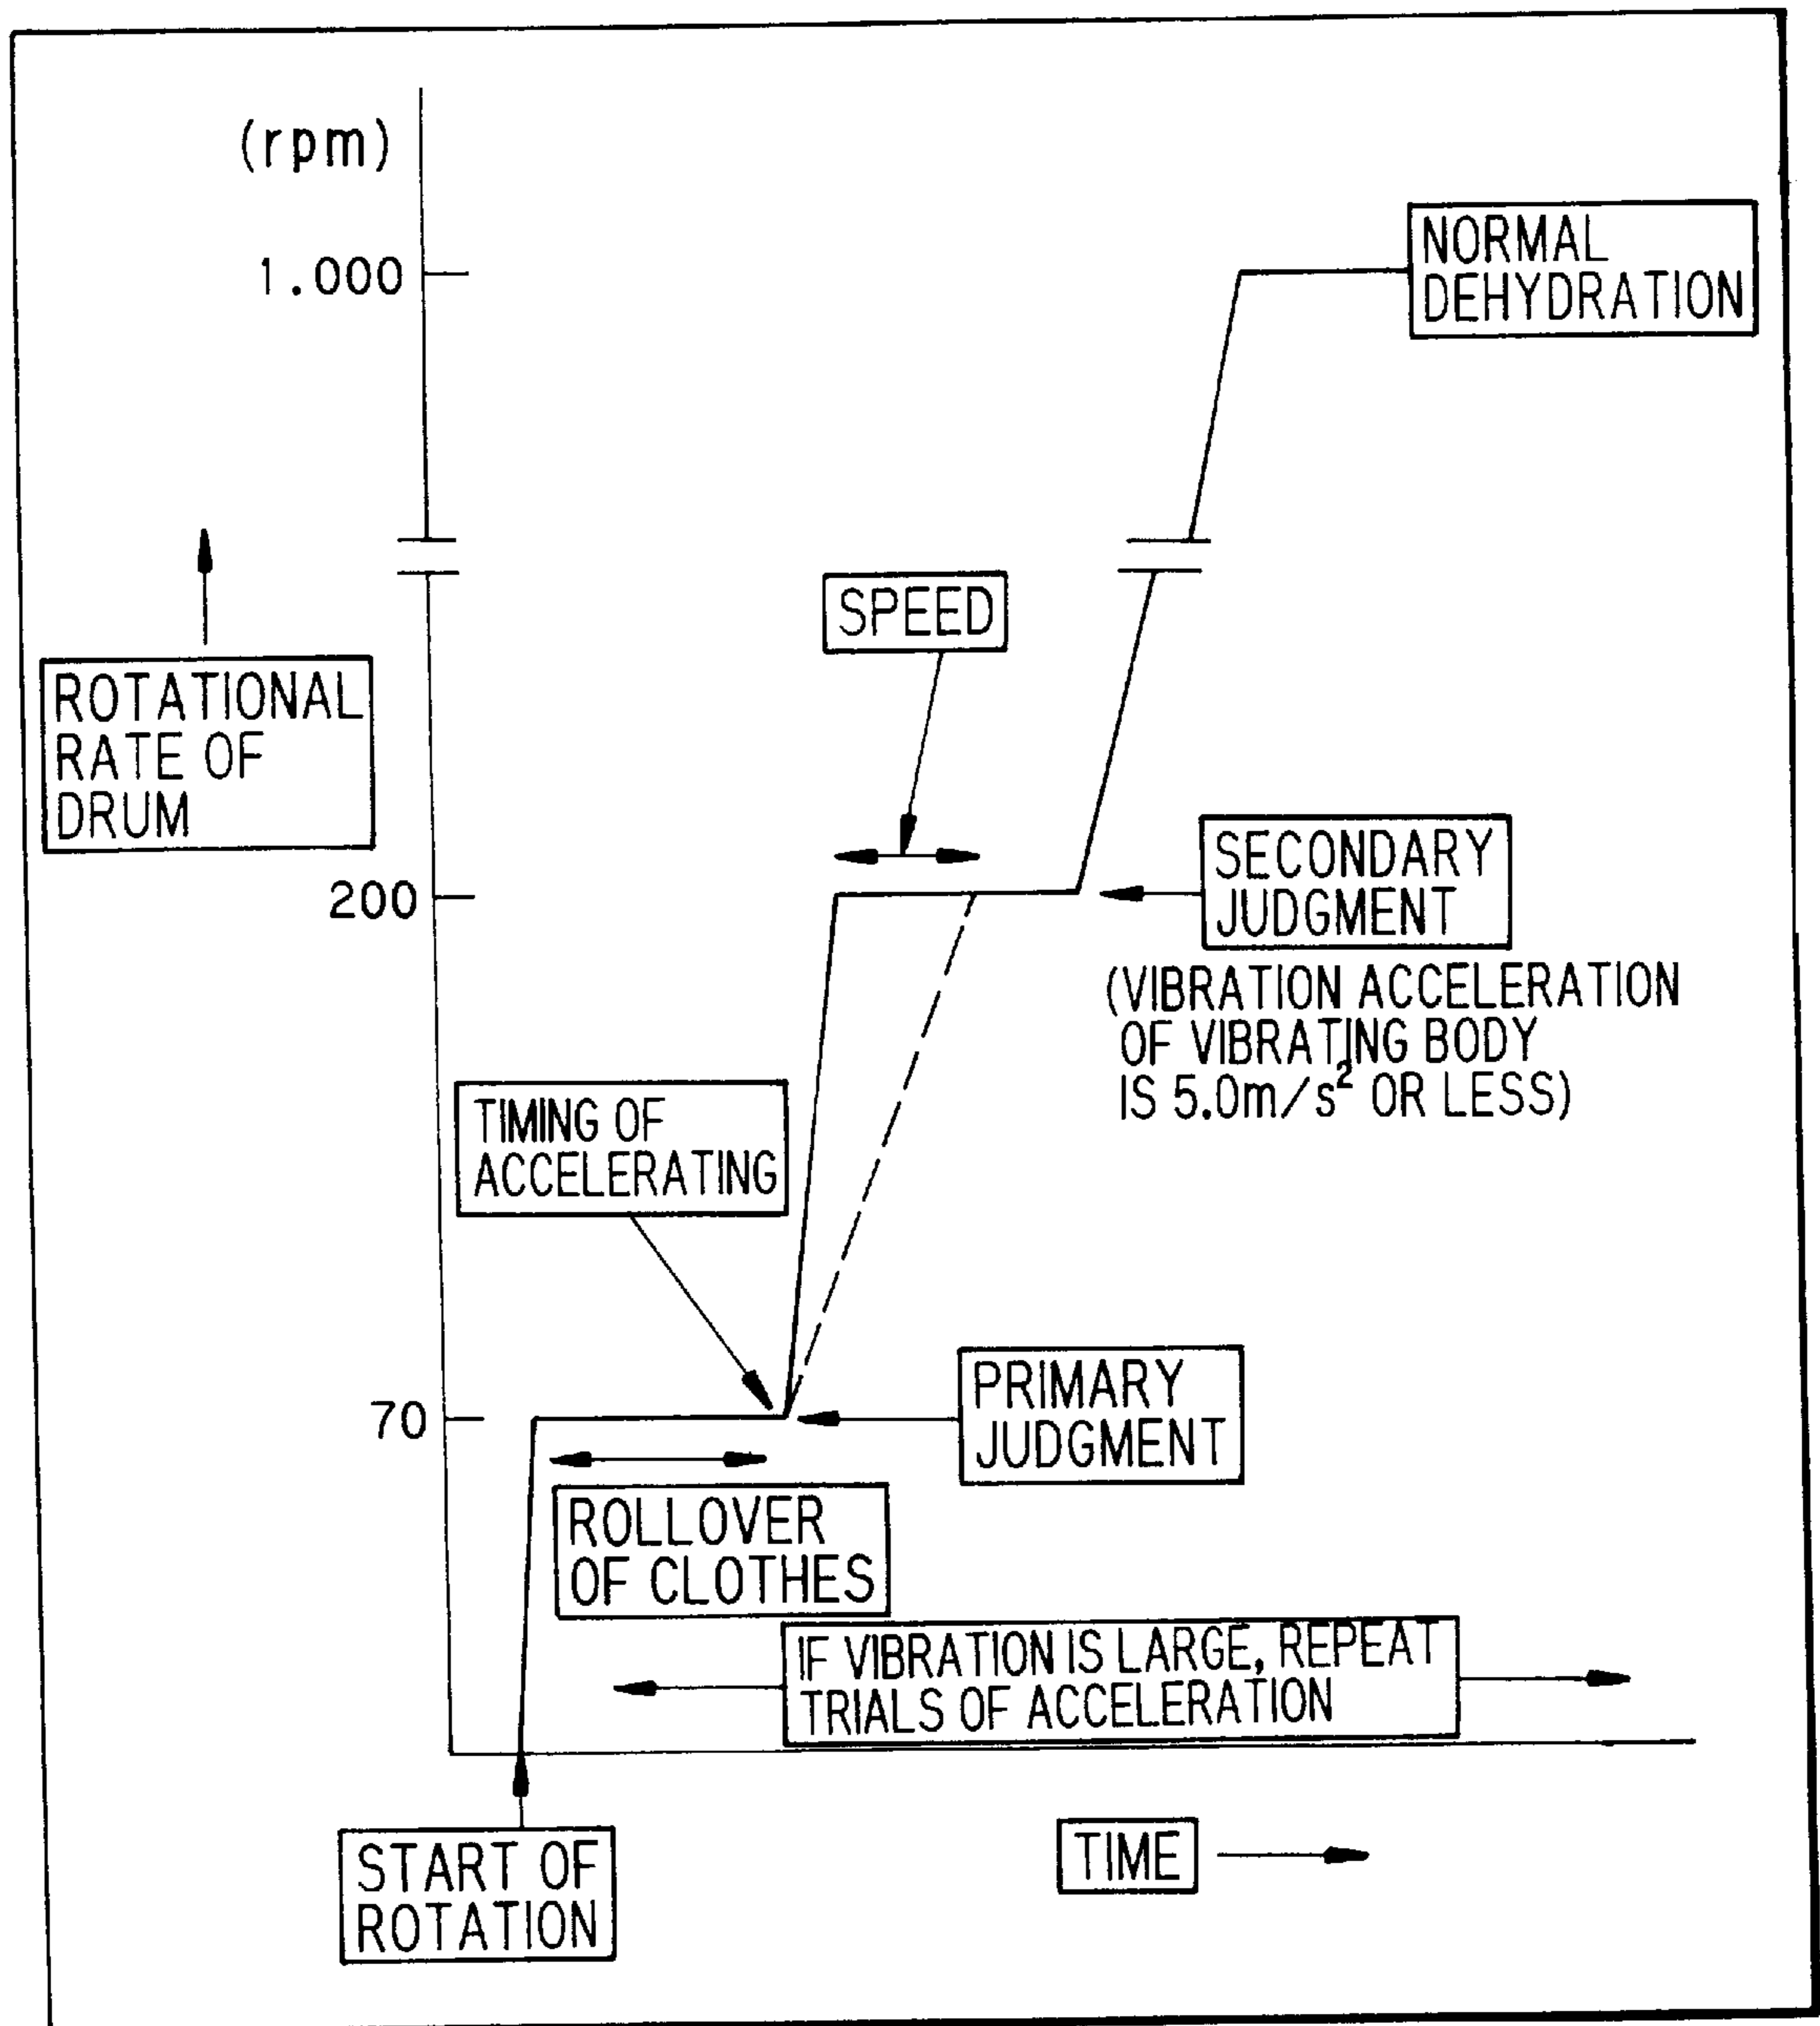 (rpm)
1.000
NORMAL
DEHYDRATION
SPEED
ROTATIONAL
RATE OF
DRUM
200
SECONDARY
JUDGMENT
(VIBRATION ACCELERATION
OF VIBRATING BODY
IS 5.0m/s² OR LESS)
TIMING OF
ACCELERATING
70
PRIMARY
JUDGMENT
ROLLOVER
OF CLOTHES
IF VIBRATION IS LARGE, REPEAT
TRIALS OF ACCELERATION
START OF
ROTATION
TIME